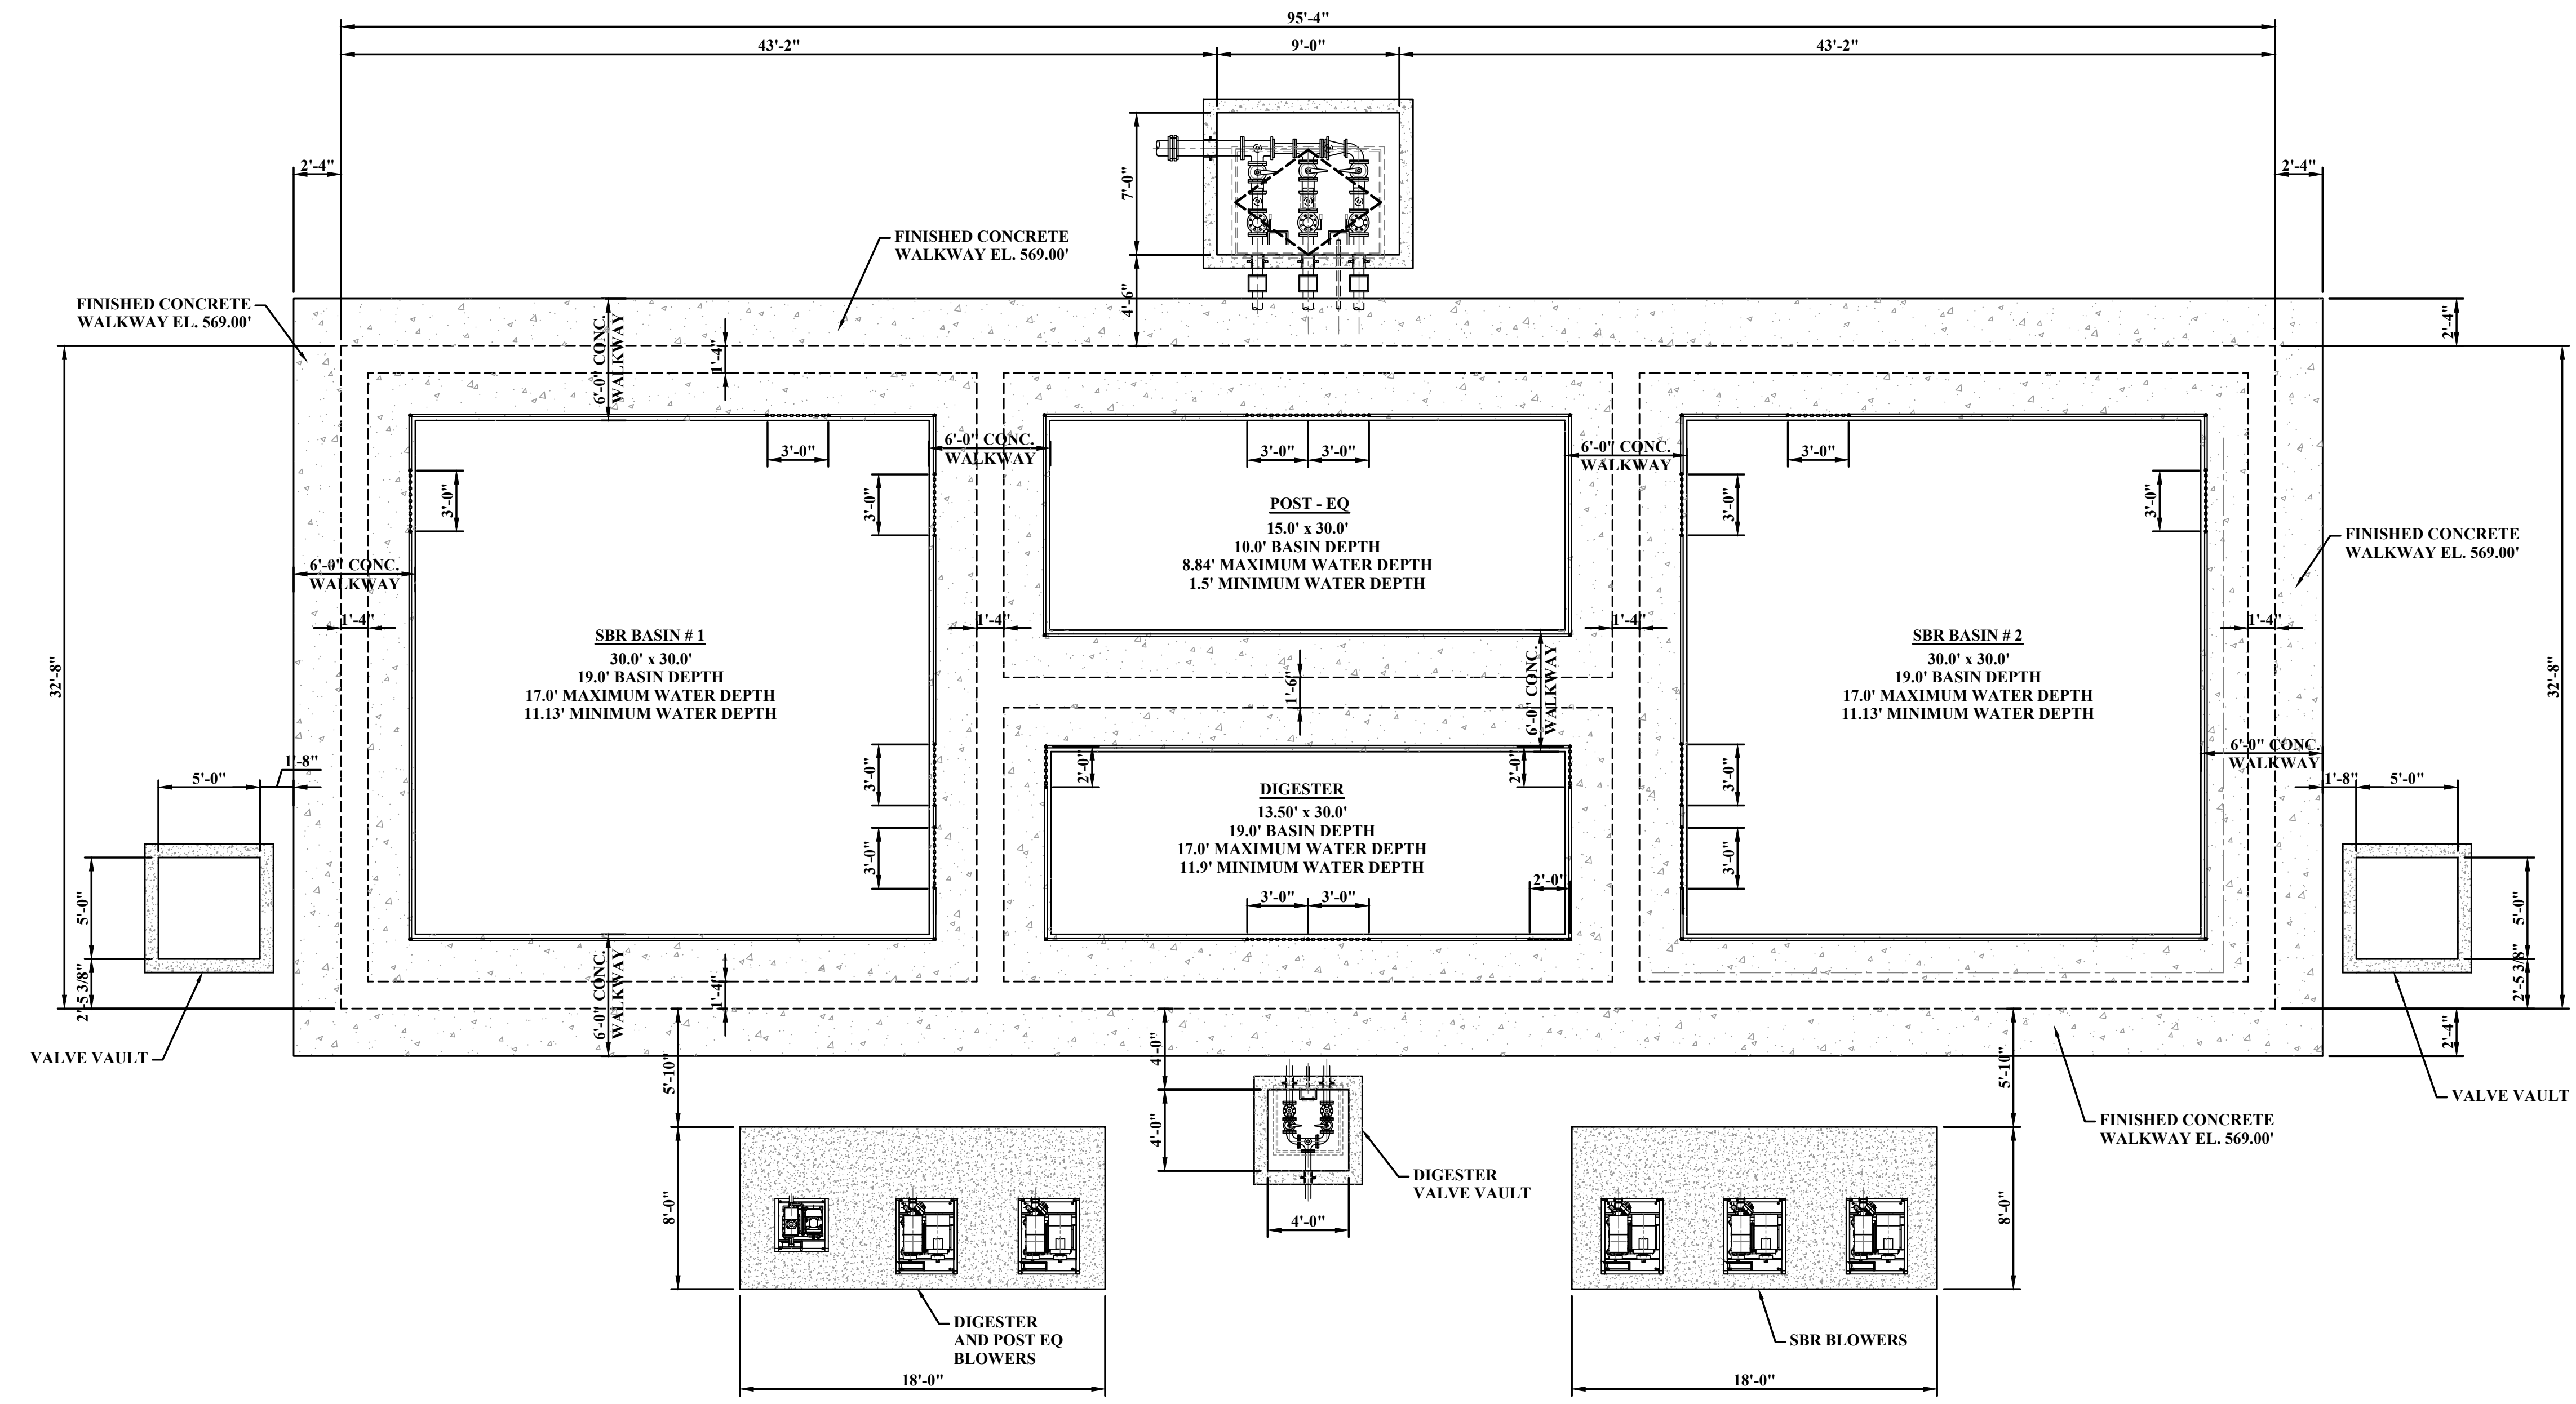 95'-4"
43'-2"
9'-0"
43'-2"
2'-4"
2'-4"
7'-0"
4'-6"
FINISHED CONCRETE
WALKWAY EL. 569.00'
FINISHED CONCRETE
WALKWAY EL. 569.00'
2'-4"
6'-0" CONC.
WALKWAY
1'-4"
32'-8"
32'-8"
3'-0"
3'-0"
3'-0"
6'-0" CONC.
WALKWAY
3'-0"
3'-0"
6'-0" CONC.
WALKWAY
3'-0"
3'-0"
3'-0"
POST - EQ
15.0' x 30.0'
10.0' BASIN DEPTH
8.84' MAXIMUM WATER DEPTH
1.5' MINIMUM WATER DEPTH
FINISHED CONCRETE
WALKWAY EL. 569.00'
6'-0" CONC.
WALKWAY
1'-4"
1'-4"
1'-4"
1'-4"
SBR BASIN # 1
30.0' x 30.0'
19.0' BASIN DEPTH
17.0' MAXIMUM WATER DEPTH
11.13' MINIMUM WATER DEPTH
1'-6"
6'-0" CONC.
WALKWAY
SBR BASIN # 2
30.0' x 30.0'
19.0' BASIN DEPTH
17.0' MAXIMUM WATER DEPTH
11.13' MINIMUM WATER DEPTH
6'-0" CONC.
WALKWAY
5'-0"
1'-8"
3'-0"
2'-0"
2'-0"
3'-0"
1'-8"
5'-0"
DIGESTER
13.50' x 30.0'
19.0' BASIN DEPTH
17.0' MAXIMUM WATER DEPTH
11.9' MINIMUM WATER DEPTH
3'-0"
3'-0"
3'-0"
2'-0"
3'-0"
5'-0"
5'-0"
2'-5 3/8"
2'-5 3/8"
6'-0" CONC.
WALKWAY
1'-4"
VALVE VAULT
5'-10"
4'-0"
5'-10"
2'-4"
VALVE VAULT
4'-0"
FINISHED CONCRETE
WALKWAY EL. 569.00'
DIGESTER
VALVE VAULT
8'-0"
4'-0"
8'-0"
DIGESTER
AND POST EQ
BLOWERS
SBR BLOWERS
18'-0"
18'-0"